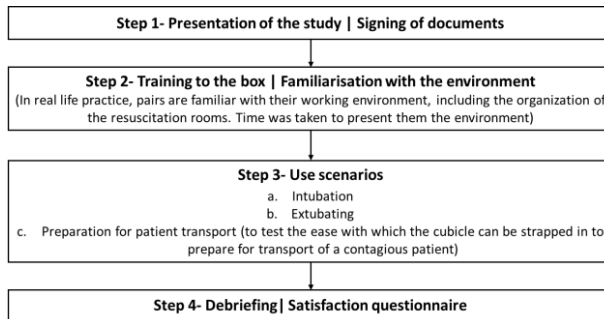 Step 1- Presentation of the study | Signing of documents
Step 2- Training to the box | Familiarisation with the environment
(In real life practice, pairs are familiar with their working environment, including the organization of
the resuscitation rooms. Time was taken to present them the environment)
Step 3- Use scenarios
a. Intubation
b. Extubating
c. Preparation for patient transport (to test the ease with which the cubicle can be strapped in to
prepare for transport of a contagious patient)
Step 4- Debriefing| Satisfaction questionnaire